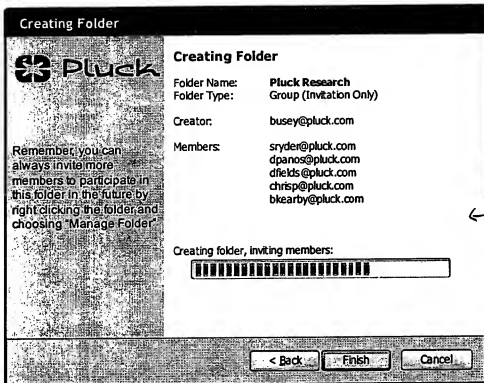 Creating Folder
Pluck
Remember, you can
always invite more
members to participate in
this folder in the future by
right clicking the folder and
choosing "Manage Folder"
Creating Folder
Folder Name: Pluck Research
Folder Type: Group (Invitation Only)
Creator: busey@pluck.com
Members: sryder@pluck.com
dpanos@pluck.com
dfields@pluck.com
chrisp@pluck.com
bkearby@pluck.com
Creating folder, inviting members:
< Back Finish Cancel